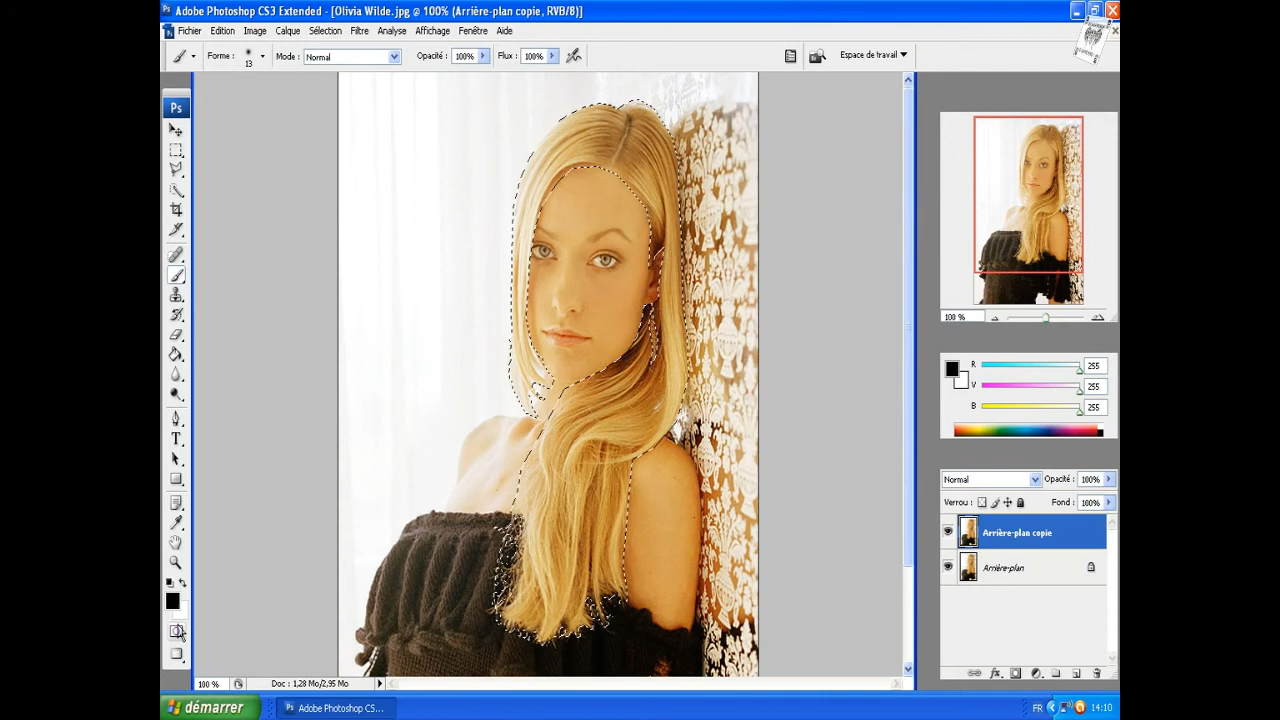 Adobe Photoshop CS3 Extended - [Olivia Wilde.jpg @ 100% (Arrière-plan copie, RVB/8)]
Fichier Edition Image Calque Sélection Filtre Analyse Affichage Fenêtre Aide
Forme : 13 Mode : Normal Opacité : 100% Flux : 100% Espace de travail
Ps
100 %
R 255
V 255
B 255
Normal Opacité : 100%
Verrou : Fond : 100%
Arrière-plan copie
Arrière-plan
T
100 % Doc : 1,28 Mo/2,95 Mo
démarrer Ps Adobe Photoshop CS... FR 14:10